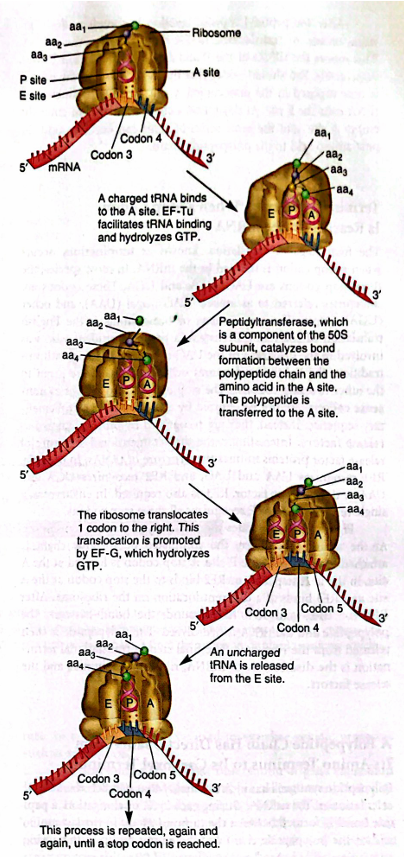 aa1
aa2
aa3
Ribosome
P site
A site
E site
Codon 4
Codon 3
5'
mRNA
3'
aa1
aa2
aa3
aa4
A charged tRNA binds
to the A site. EF-Tu
facilitates tRNA binding
and hydrolyzes GTP.
E
P
A
5'
3'
aa1
aa2
aa3
aa4
Peptidyltransferase, which
is a component of the 50S
subunit, catalyzes bond
formation between the
polypeptide chain and the
amino acid in the A site.
The polypeptide is
transferred to the A site.
E
P
A
5'
3'
The ribosome translocates
1 codon to the right. This
translocation is promoted
by EF-G, which hydrolyzes
GTP.
aa1
aa2
aa3
aa4
E
P
A
Codon 3
Codon 5
Codon 4
5'
3'
aa1
aa2
aa3
aa4
An uncharged
tRNA is released
from the E site.
E
P
A
Codon 3
Codon 5
Codon 4
5'
3'
This process is repeated, again and
again, until a stop codon is reached.